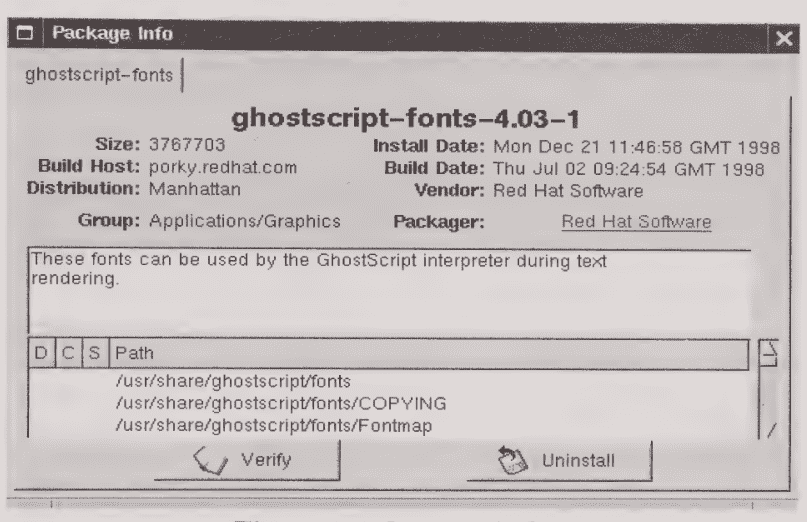 Package Info
ghostscript-fonts
ghostscript-fonts-4.03-1
Size: 3767703 Install Date: Mon Dec 21 11:46:58 GMT 1998
Build Host: porky.redhat.com Build Date: Thu Jul 02 09:24:54 GMT 1998
Distribution: Manhattan Vendor: Red Hat Software
Group: Applications/Graphics Packager: Red Hat Software
These fonts can be used by the GhostScript interpreter during text
rendering.
D C S Path
/usr/share/ghostscript/fonts
/usr/share/ghostscript/fonts/COPYING
/usr/share/ghostscript/fonts/Fontmap
Verify Uninstall